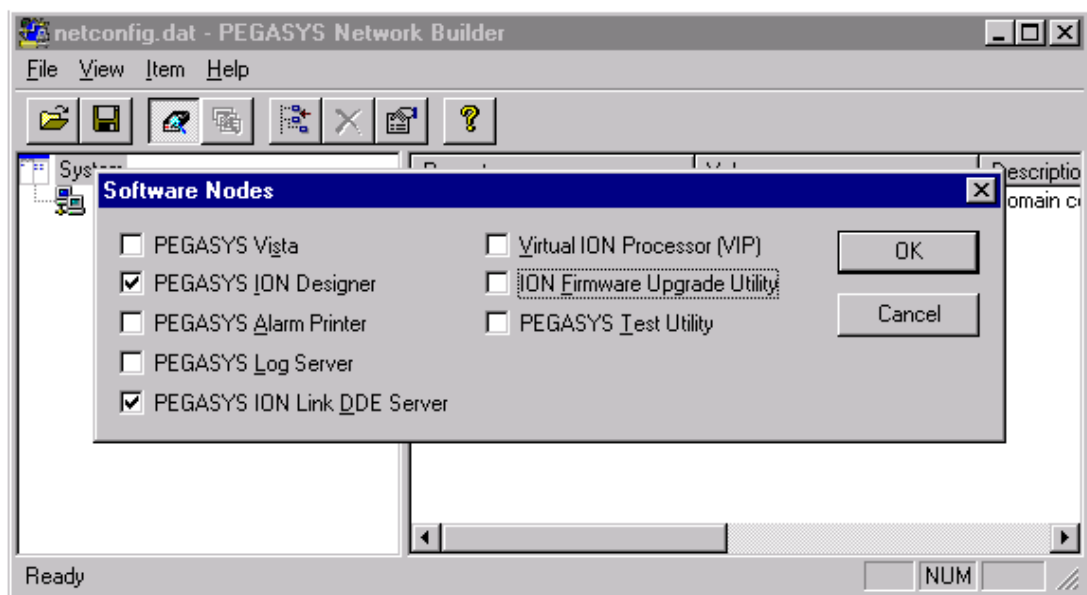 netconfig.dat - PEGASYS Network Builder
File View Item Help
System
Descriptio
Software Nodes
omain c
PEGASYS Vista
Virtual ION Processor (VIP)
OK
PEGASYS ION Designer
ION Firmware Upgrade Utility
PEGASYS Alarm Printer
PEGASYS Test Utility
Cancel
PEGASYS Log Server
PEGASYS ION Link DDE Server
Ready
NUM